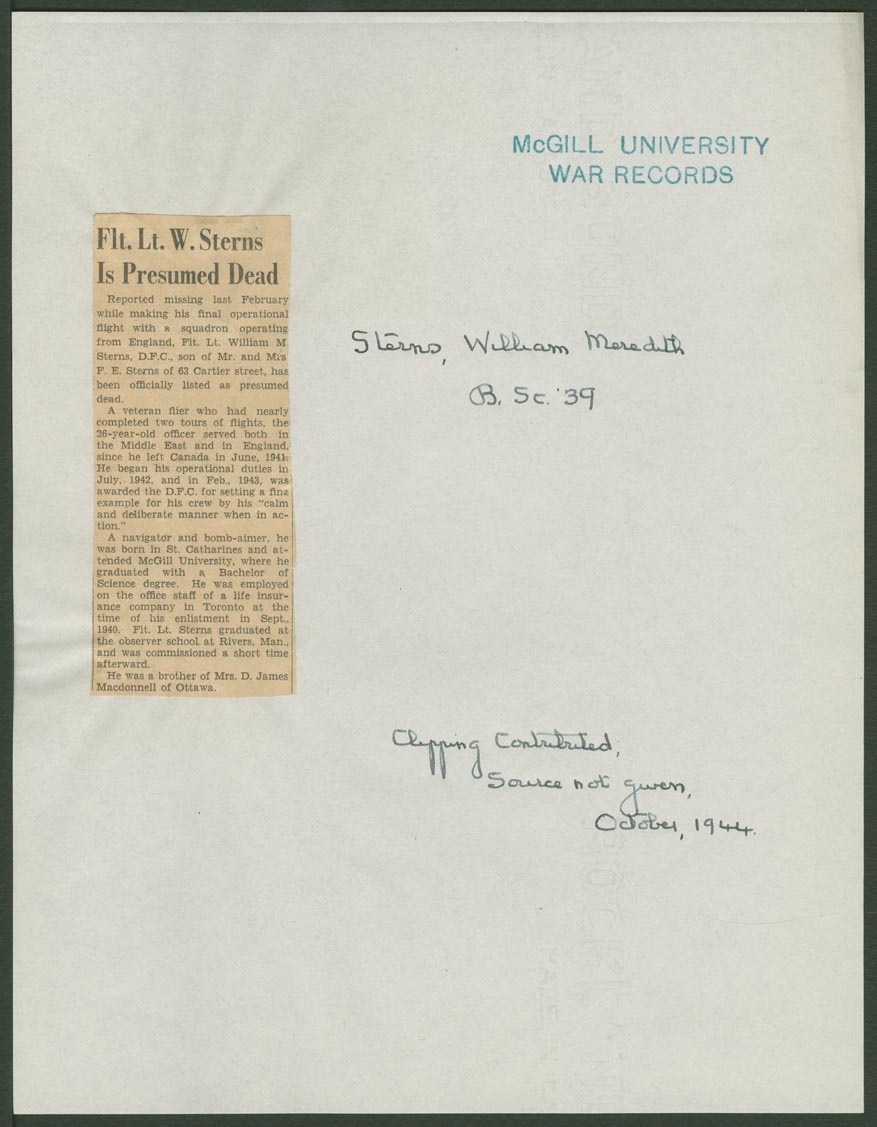 McGILL UNIVERSITY
WAR RECORDS
Flt. Lt. W. Sterns
Is Presumed Dead
Reported missing last February
while making his final operational
flight with a squadron operating
from England, Flt. Lt. William M
Sterns, D.F.C., son of Mr. and Mrs
F. E. Sterns of 63 Cartier street, has
been officially listed as presumed
dead.
A veteran flier who had nearly
completed two tours of flights, the
26-year-old officer served both in
the Middle East and in England,
since he left Canada in June, 1941.
He began his operational duties in
July, 1942, and in Feb., 1943, was
awarded the D.F.C. for setting a fine
example for his crew by his "calm
and deliberate manner when in ac-
tion."
A navigator and bomb-aimer, he
was born in St. Catharines and at-
tended McGill University, where he
graduated with a Bachelor of
Science degree. He was employed
on the office staff of a life insur-
ance company in Toronto at the
time of his enlistment in Sept.,
1940. Flt. Lt. Sterns graduated at
the observer school at Rivers, Man.,
and was commissioned a short time
afterward.
He was a brother of Mrs. D. James
Macdonnell of Ottawa.
Sterns, William Meredith
B. Sc. '39
Clipping Contributed,
Source not given,
October, 1944.